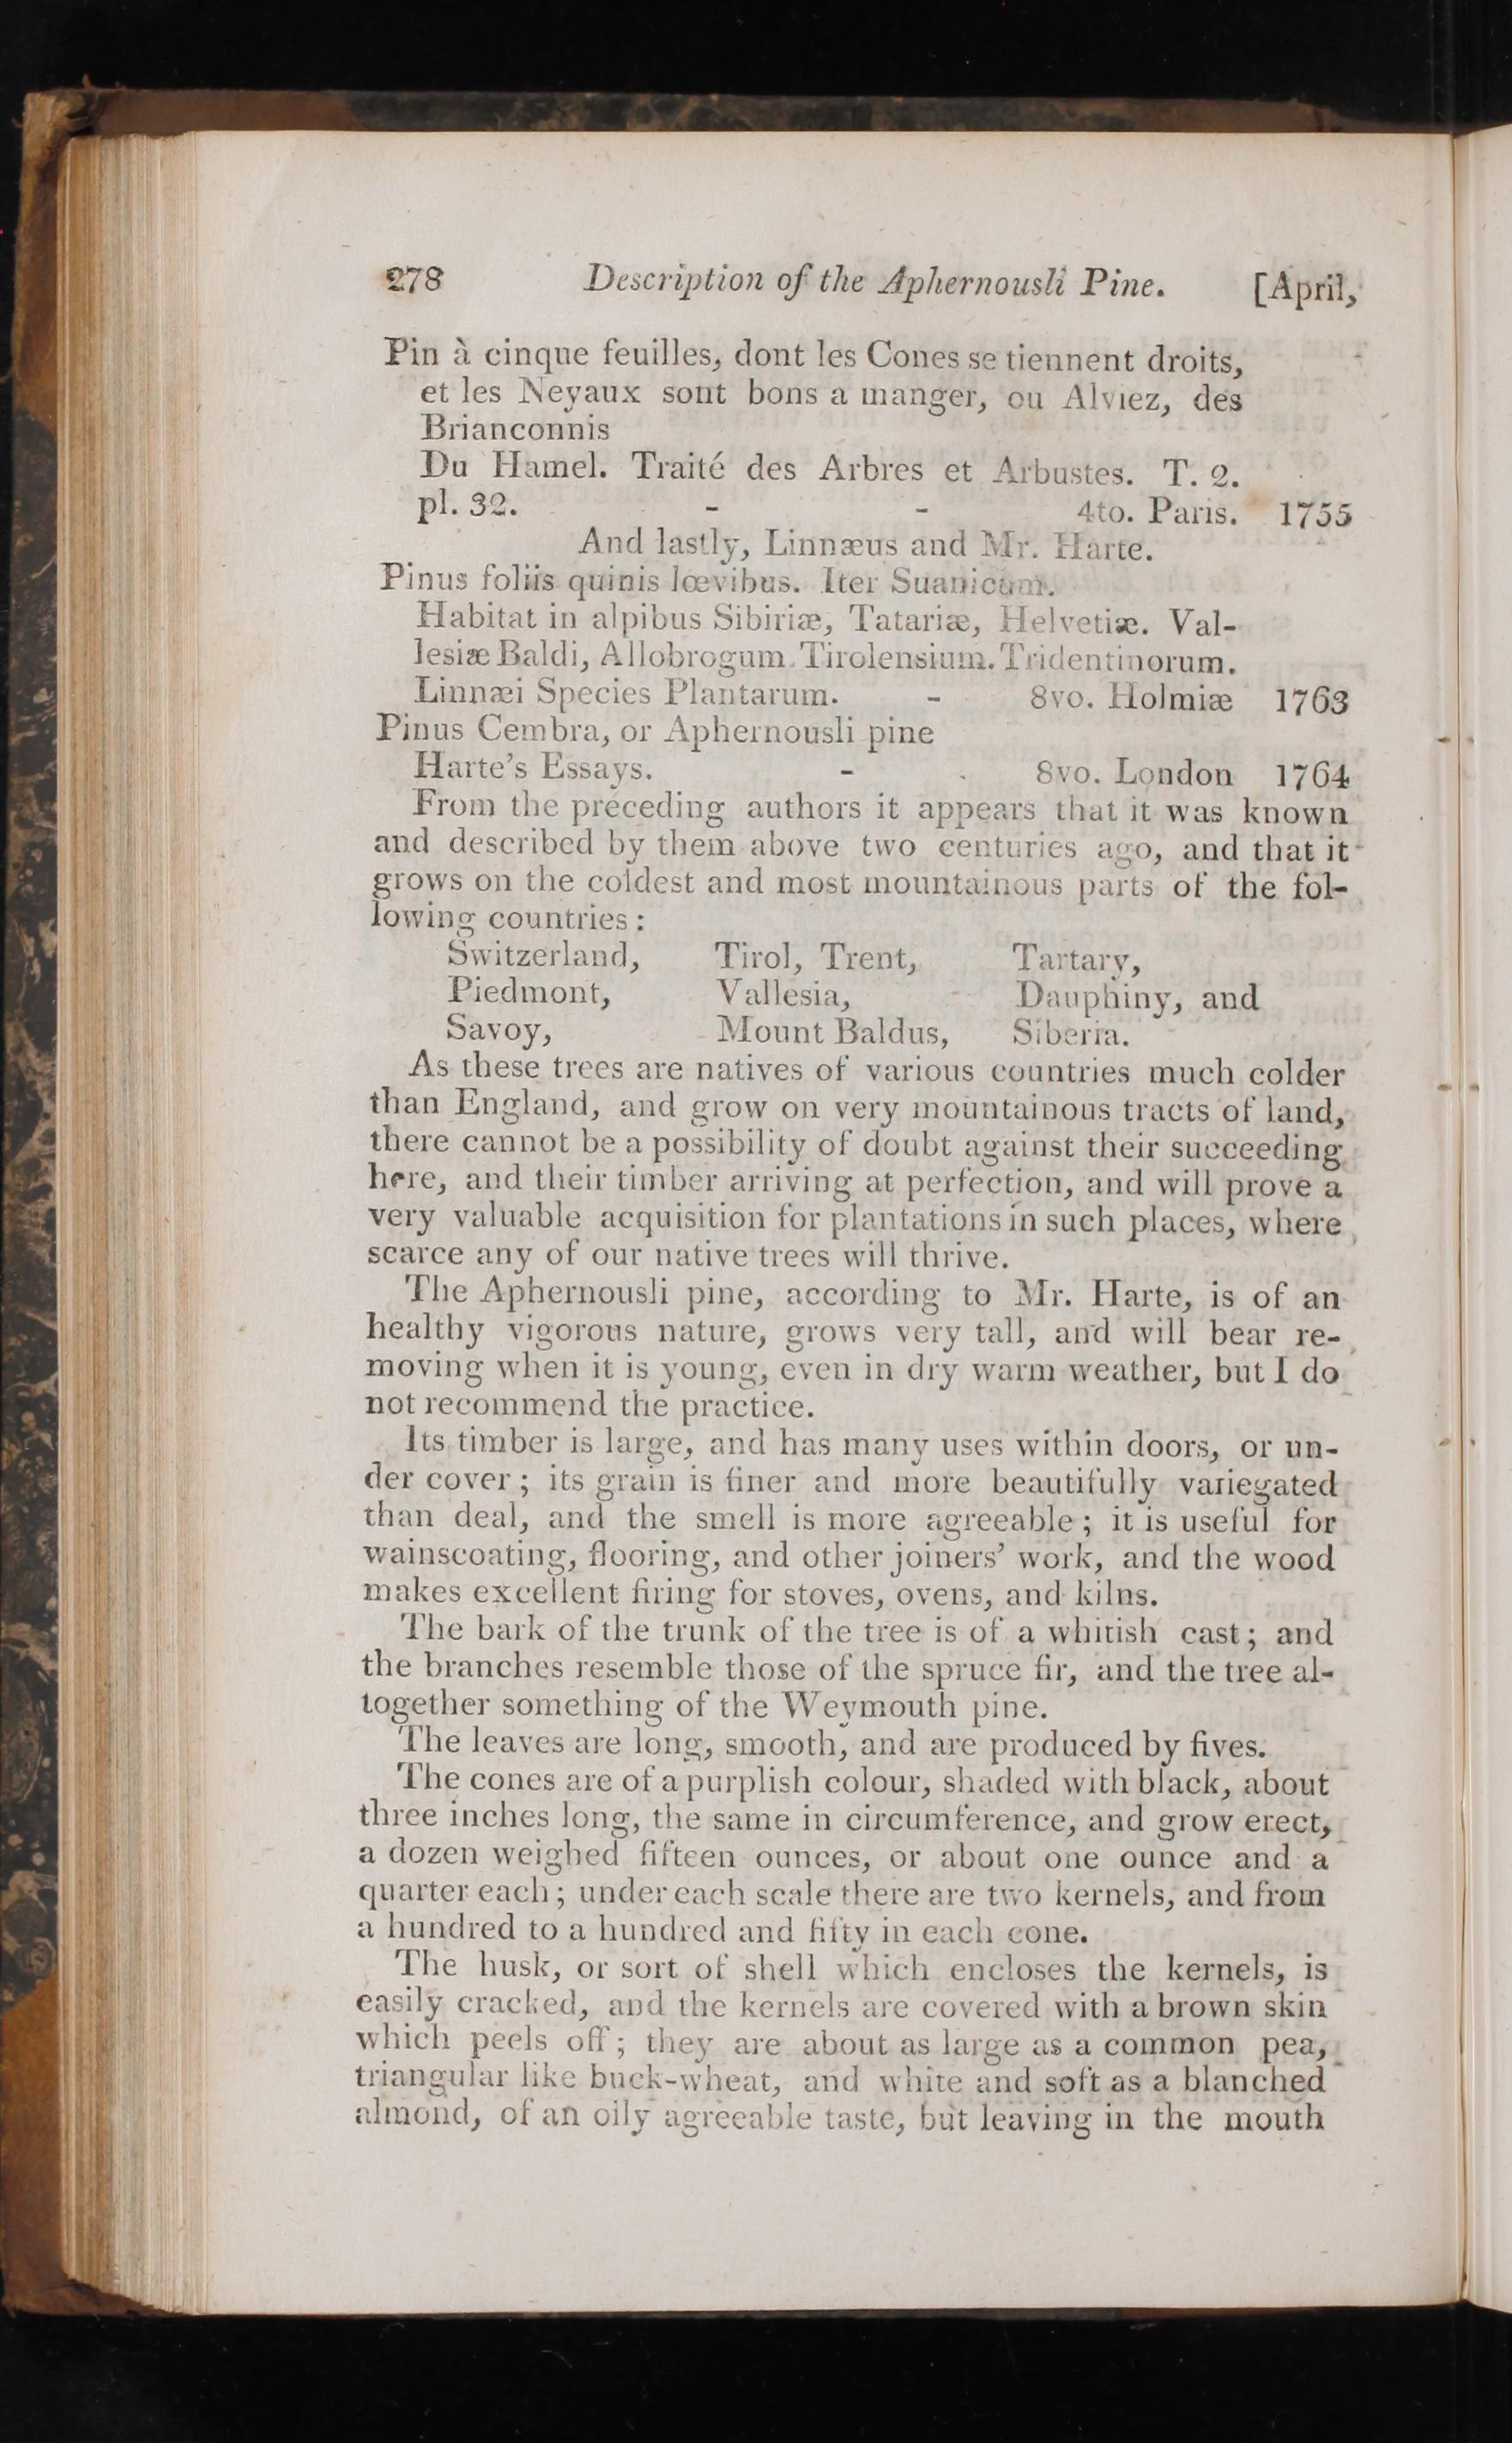 278 Description of the Aphernousli Pine. [April,
Pin à cinque feuilles, dont les Cones se tiennent droits,
et les Neyaux sont bons a manger, ou Alviez, des
Brianconnis
Du Hamel. Traité des Arbres et Arbustes. T. 2.
pl. 32. - - 4to. Paris. 1755
And lastly, Linnæus and Mr. Harte.
Pinus foliis quinis lœvibus. Iter Suanicum.
Habitat in alpibus Sibiriæ, Tatariæ, Helvetiæ. Val-
lesiæ Baldi, Allobrogum. Tirolensium. Tridentinorum.
Linnæi Species Plantarum. - 8vo. Holmiæ 1763
Pinus Cembra, or Aphernousli pine
Harte's Essays. - 8vo. London 1764
From the preceding authors it appears that it was known
and described by them above two centuries ago, and that it
grows on the coldest and most mountainous parts of the fol-
lowing countries:
Switzerland, Tirol, Trent, Tartary,
Piedmont, Vallesia, Dauphiny, and
Savoy, Mount Baldus, Siberia.
As these trees are natives of various countries much colder
than England, and grow on very mountainous tracts of land,
there cannot be a possibility of doubt against their succeeding
here, and their timber arriving at perfection, and will prove a
very valuable acquisition for plantations in such places, where
scarce any of our native trees will thrive.
The Aphernousli pine, according to Mr. Harte, is of an
healthy vigorous nature, grows very tall, and will bear re-
moving when it is young, even in dry warm weather, but I do
not recommend the practice.
Its timber is large, and has many uses within doors, or un-
der cover; its grain is finer and more beautifully variegated
than deal, and the smell is more agreeable; it is useful for
wainscoating, flooring, and other joiners' work, and the wood
makes excellent firing for stoves, ovens, and kilns.
The bark of the trunk of the tree is of a whitish cast; and
the branches resemble those of the spruce fir, and the tree al-
together something of the Weymouth pine.
The leaves are long, smooth, and are produced by fives.
The cones are of a purplish colour, shaded with black, about
three inches long, the same in circumference, and grow erect,
a dozen weighed fifteen ounces, or about one ounce and a
quarter each; under each scale there are two kernels, and from
a hundred to a hundred and fifty in each cone.
The husk, or sort of shell which encloses the kernels, is
easily cracked, and the kernels are covered with a brown skin
which peels off; they are about as large as a common pea,
triangular like buck-wheat, and white and soft as a blanched
almond, of an oily agreeable taste, but leaving in the mouth